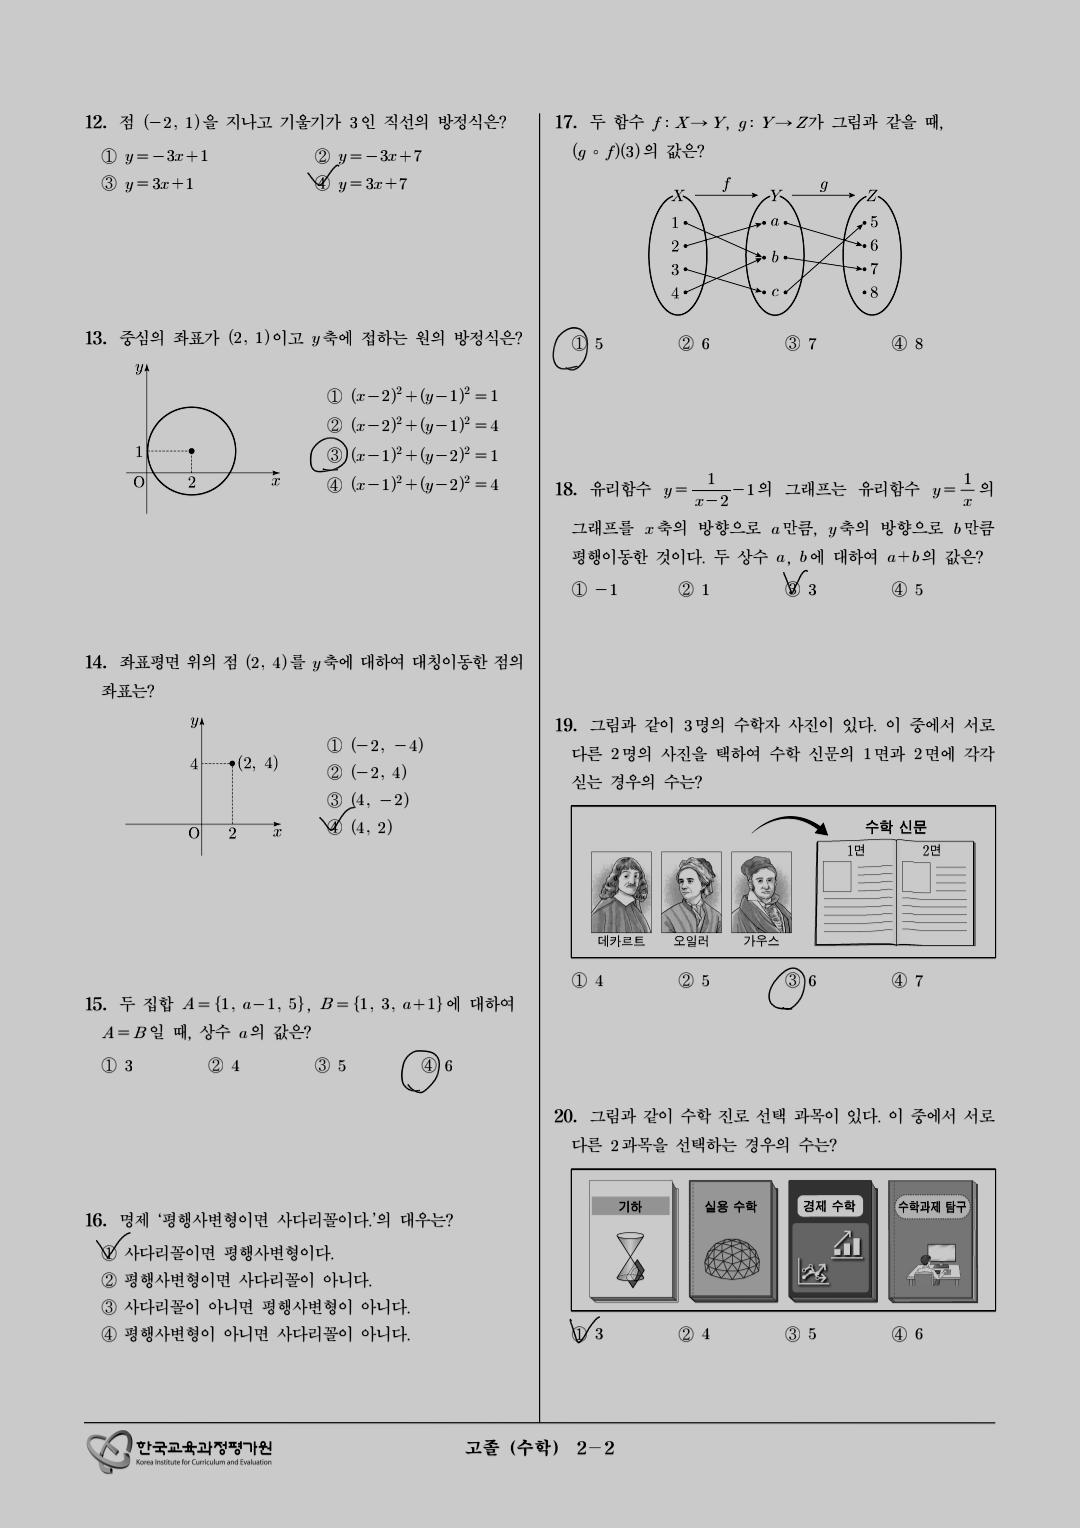 12. 점 (−2, 1)을 지나고 기울기가 3인 직선의 방정식은?
① y=−3x+1 ② y=−3x+7
③ y=3x+1 ④ y=3x+7
13. 중심의 좌표가 (2, 1)이고 y축에 접하는 원의 방정식은?
y
1
O 2 x
① (x−2)²+(y−1)²=1
② (x−2)²+(y−1)²=4
③ (x−1)²+(y−2)²=1
④ (x−1)²+(y−2)²=4
14. 좌표평면 위의 점 (2, 4)를 y축에 대하여 대칭이동한 점의
좌표는?
y
4 (2, 4)
O 2 x
① (−2, −4)
② (−2, 4)
③ (4, −2)
④ (4, 2)
15. 두 집합 A={1, a−1, 5}, B={1, 3, a+1}에 대하여
A=B일 때, 상수 a의 값은?
① 3 ② 4 ③ 5 ④ 6
16. 명제 ‘평행사변형이면 사다리꼴이다.’의 대우는?
① 사다리꼴이면 평행사변형이다.
② 평행사변형이면 사다리꼴이 아니다.
③ 사다리꼴이 아니면 평행사변형이 아니다.
④ 평행사변형이 아니면 사다리꼴이 아니다.
17. 두 함수 f : X→Y, g : Y→Z가 그림과 같을 때,
(g∘f)(3)의 값은?
X f Y g Z
1 a 5
2 6
b
3 7
4 c 8
① 5 ② 6 ③ 7 ④ 8
18. 유리함수 y=1/(x−2)−1의 그래프는 유리함수 y=1/x의
그래프를 x축의 방향으로 a만큼, y축의 방향으로 b만큼
평행이동한 것이다. 두 상수 a, b에 대하여 a+b의 값은?
① −1 ② 1 ③ 3 ④ 5
19. 그림과 같이 3명의 수학자 사진이 있다. 이 중에서 서로
다른 2명의 사진을 택하여 수학 신문의 1면과 2면에 각각
싣는 경우의 수는?
수학 신문
1면 2면
데카르트 오일러 가우스
① 4 ② 5 ③ 6 ④ 7
20. 그림과 같이 수학 진로 선택 과목이 있다. 이 중에서 서로
다른 2과목을 선택하는 경우의 수는?
기하 실용 수학 경제 수학 수학과제 탐구
① 3 ② 4 ③ 5 ④ 6
한국교육과정평가원
Korea Institute for Curriculum and Evaluation
고졸 (수학) 2−2